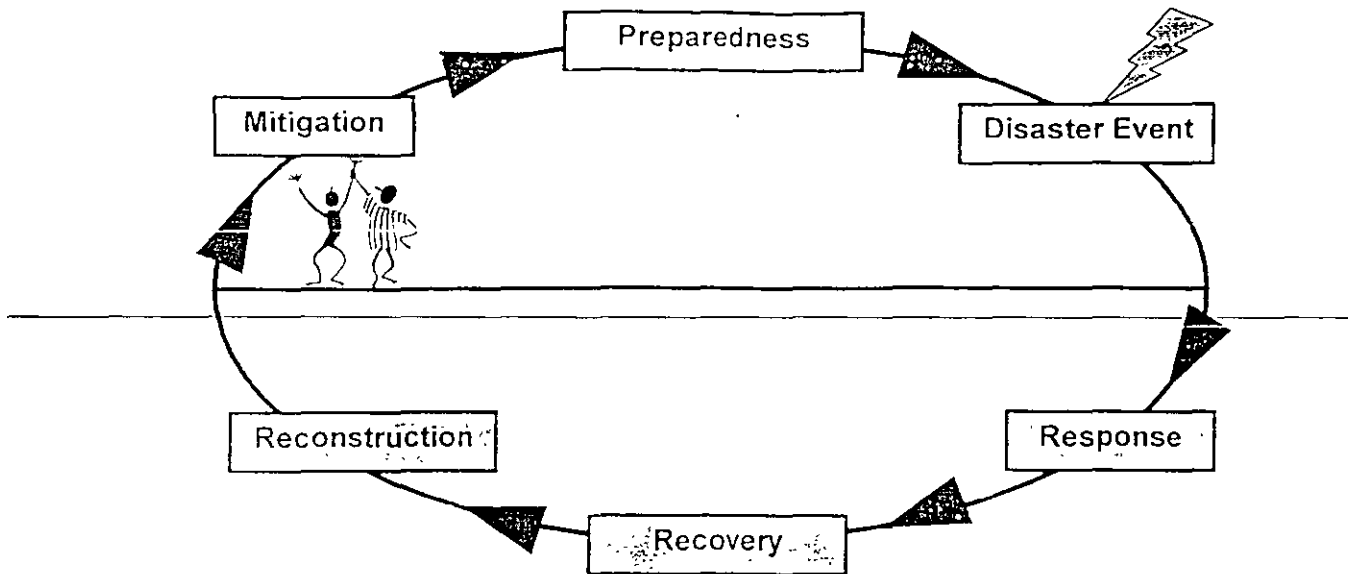 Preparedness
Mitigation
Disaster Event
Reconstruction
Response
Recovery